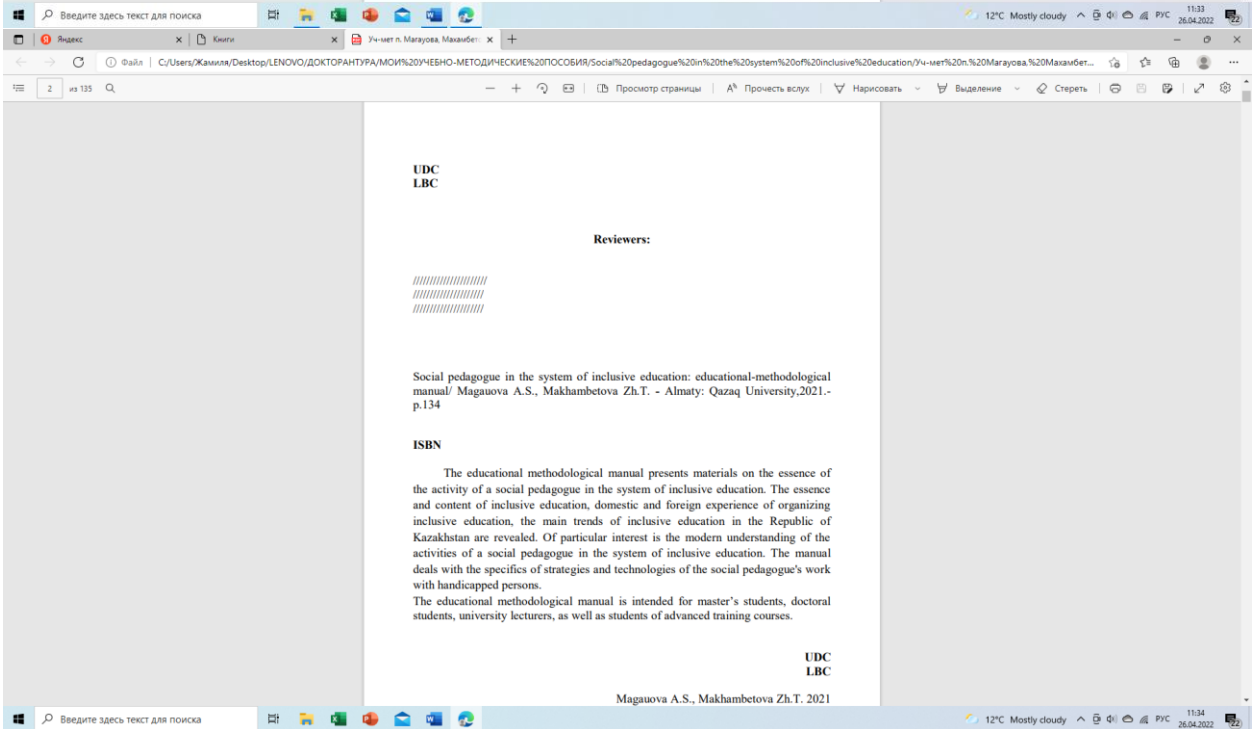 Введите здесь текст для поиска
12°C Mostly cloudy
РУС
11:33
26.04.2022
22
Яндекс
Книги
Уч-мет п. Магауова, Махамбет
Файл | C:/Users/Жамиля/Desktop/LENOVO/ДОКТОРАНТУРА/МОИ%20УЧЕБНО-МЕТОДИЧЕСКИЕ%20ПОСОБИЯ/Social%20pedagogue%20in%20the%20system%20of%20inclusive%20education/Уч-мет%20п.%20Магауова.%20Махамбет...
2 из 135
Просмотр страницы | Прочесть вслух | Нарисовать Выделение Стереть
UDC
LBC
Reviewers:
//////////////////////
/////////////////////
/////////////////////
Social pedagogue in the system of inclusive education: educational-methodological
manual/ Magauova A.S., Makhambetova Zh.T. - Almaty: Qazaq University,2021.-
p.134
ISBN
The educational methodological manual presents materials on the essence of
the activity of a social pedagogue in the system of inclusive education. The essence
and content of inclusive education, domestic and foreign experience of organizing
inclusive education, the main trends of inclusive education in the Republic of
Kazakhstan are revealed. Of particular interest is the modern understanding of the
activities of a social pedagogue in the system of inclusive education. The manual
deals with the specifics of strategies and technologies of the social pedagogue's work
with handicapped persons.
The educational methodological manual is intended for master’s students, doctoral
students, university lecturers, as well as students of advanced training courses.
UDC
LBC
Magauova A.S., Makhambetova Zh.T. 2021
Введите здесь текст для поиска
12°C Mostly cloudy
РУС
11:34
26.04.2022
22